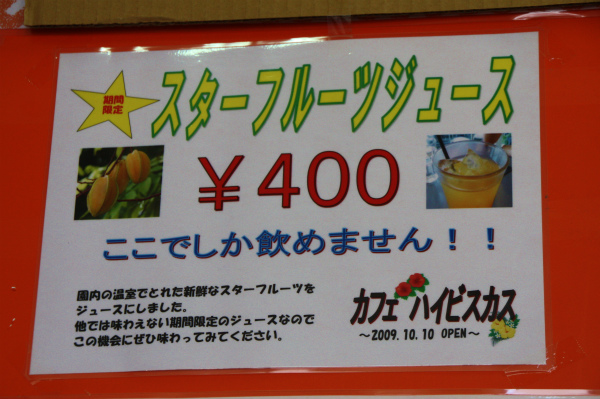 期間
限定
スターフルーツジュース
￥400
ここでしか飲めません！！
園内の温室でとれた新鮮なスターフルーツを
ジュースにしました。
他では味わえない期間限定のジュースなので
この機会にぜひ味わってみてください。
カフェ ハイビスカス
～2009.10.10 OPEN～